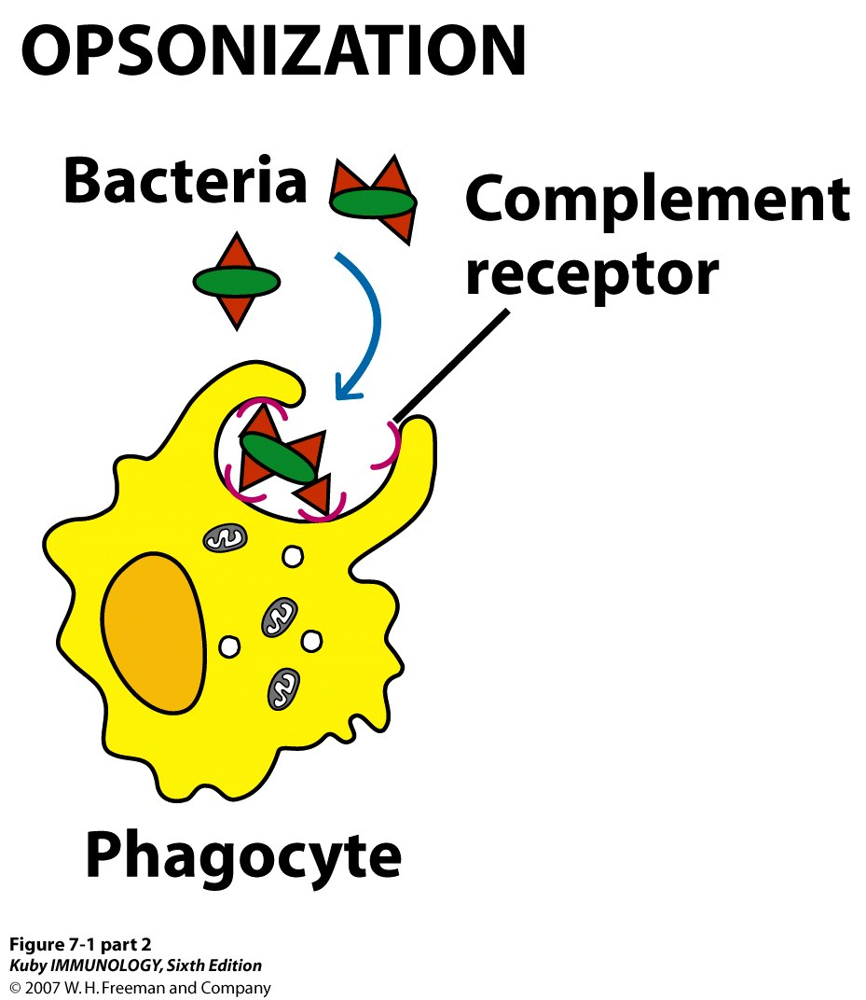 OPSONIZATION
Bacteria
Complement
receptor
Phagocyte
Figure 7-1 part 2
Kuby IMMUNOLOGY, Sixth Edition
© 2007 W. H. Freeman and Company